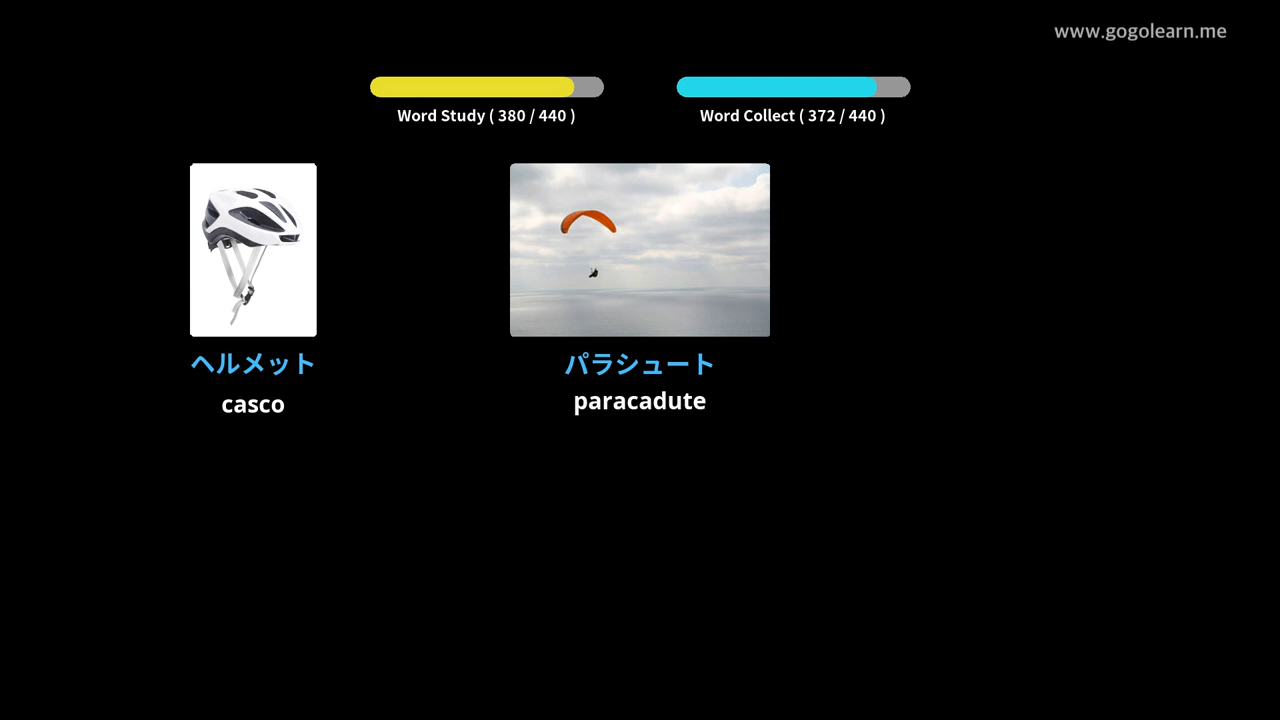 www.gogolearn.me
Word Study ( 380 / 440 )
Word Collect ( 372 / 440 )
ヘルメット
casco
パラシュート
paracadute